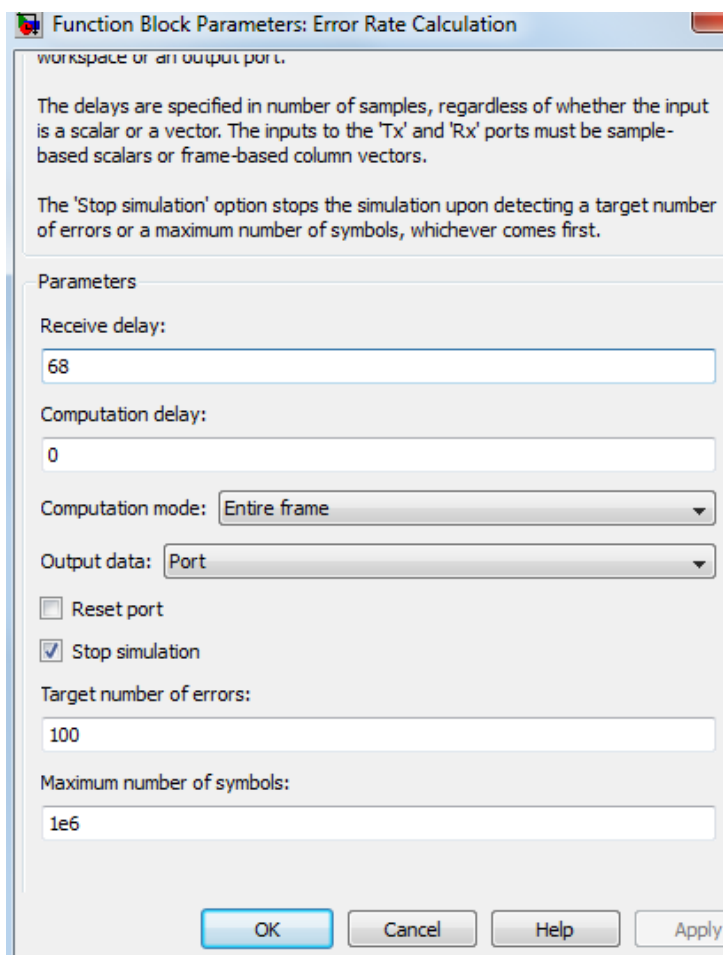 Function Block Parameters: Error Rate Calculation
workspace or an output port.
The delays are specified in number of samples, regardless of whether the input
is a scalar or a vector. The inputs to the 'Tx' and 'Rx' ports must be sample-
based scalars or frame-based column vectors.
The 'Stop simulation' option stops the simulation upon detecting a target number
of errors or a maximum number of symbols, whichever comes first.
Parameters
Receive delay:
68
Computation delay:
0
Computation mode: Entire frame
Output data: Port
Reset port
Stop simulation
Target number of errors:
100
Maximum number of symbols:
1e6
OK Cancel Help Apply